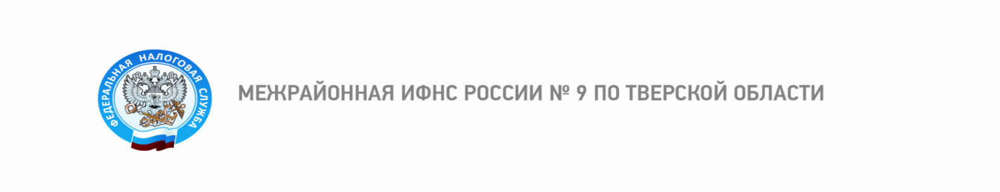 ФЕДЕРАЛЬНАЯ НАЛОГОВАЯ СЛУЖБА
МЕЖРАЙОННАЯ ИФНС РОССИИ № 9 ПО ТВЕРСКОЙ ОБЛАСТИ